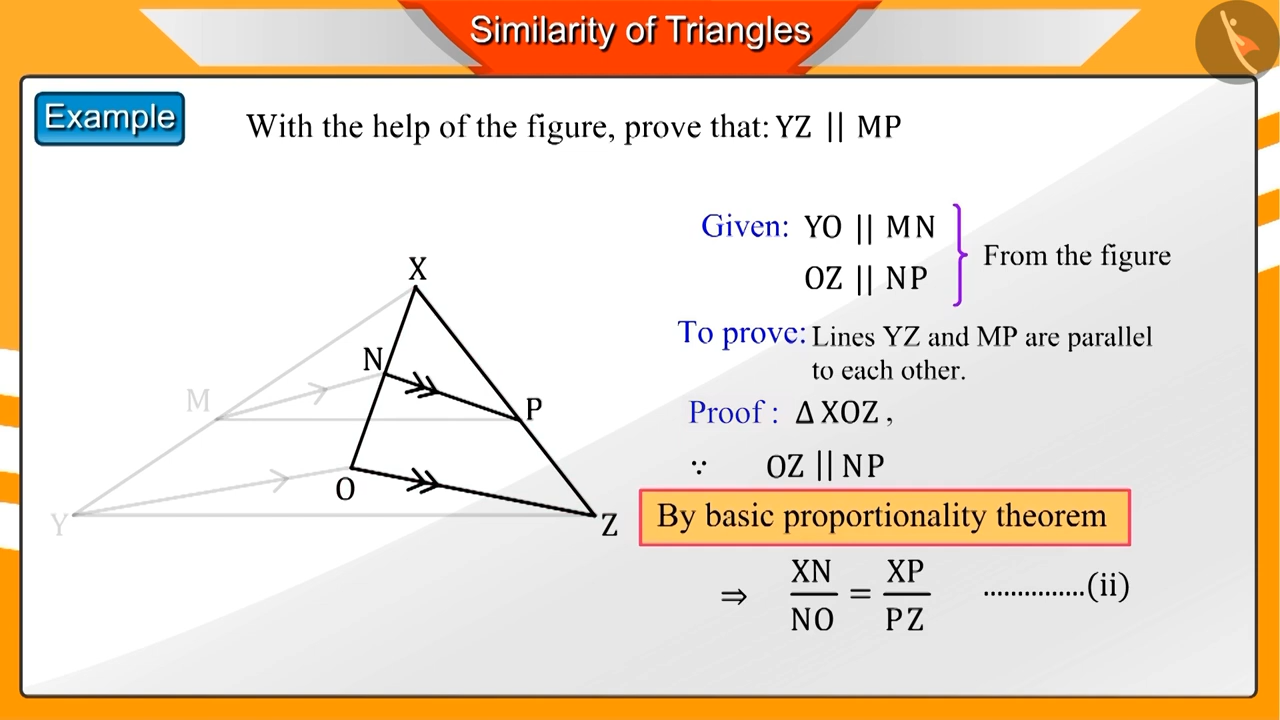 Similarity of Triangles
Example
With the help of the figure, prove that: YZ || MP
Given: YO || MN
OZ || NP
From the figure
To prove: Lines YZ and MP are parallel
to each other.
Proof : Δ XOZ ,
∵ OZ || NP
By basic proportionality theorem
⇒ XN/NO = XP/PZ ...............(ii)
X
N
M
P
O
Y
Z